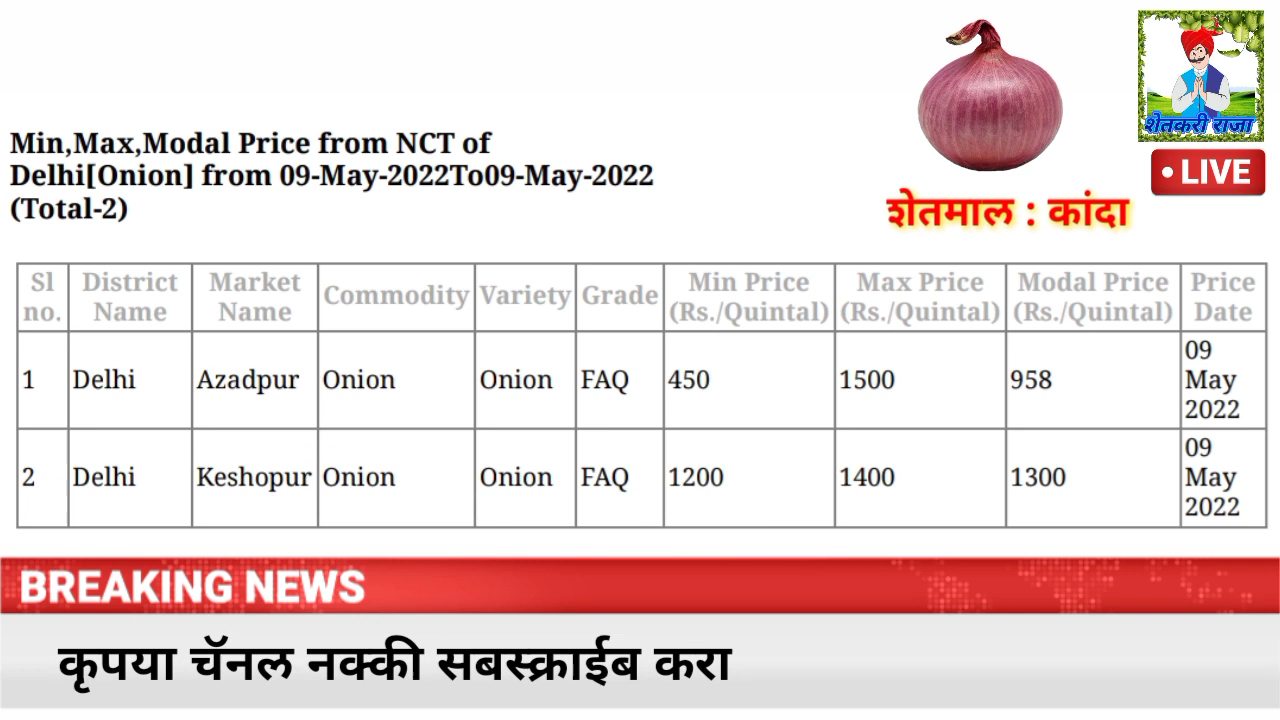 Min,Max,Modal Price from NCT of
Delhi[Onion] from 09-May-2022To09-May-2022
(Total-2)
शेतकरी राजा
• LIVE
शेतमाल : कांदा
Sl no. District Name Market Name Commodity Variety Grade Min Price (Rs./Quintal) Max Price (Rs./Quintal) Modal Price (Rs./Quintal) Price Date
1 Delhi Azadpur Onion Onion FAQ 450 1500 958 09 May 2022
2 Delhi Keshopur Onion Onion FAQ 1200 1400 1300 09 May 2022
BREAKING NEWS
कृपया चॅनल नक्की सबस्क्राईब करा